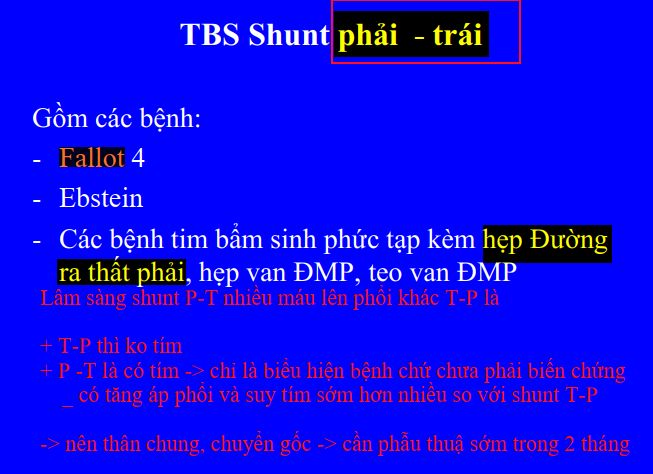 TBS Shunt phải - trái
Gồm các bệnh:
- Fallot 4
- Ebstein
- Các bệnh tim bẩm sinh phức tạp kèm hẹp Đường
ra thất phải, hẹp van ĐMP, teo van ĐMP
Lâm sàng shunt P-T nhiều máu lên phổi khác T-P là
+ T-P thì ko tím
+ P -T là có tím -> chỉ là biểu hiện bệnh chứ chưa phải biến chứng
_ có tăng áp phổi và suy tím sớm hơn nhiều so với shunt T-P
-> nên thân chung, chuyển gốc -> cần phẫu thuạ sớm trong 2 tháng